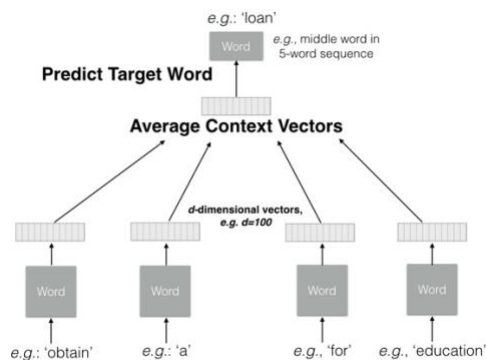 e.g.: 'loan'
Word
e.g., middle word in
5-word sequence
Predict Target Word
Average Context Vectors
d-dimensional vectors,
e.g. d=100
Word
Word
Word
Word
e.g.: 'obtain'
e.g.: 'a'
e.g., 'for'
e.g., 'education'